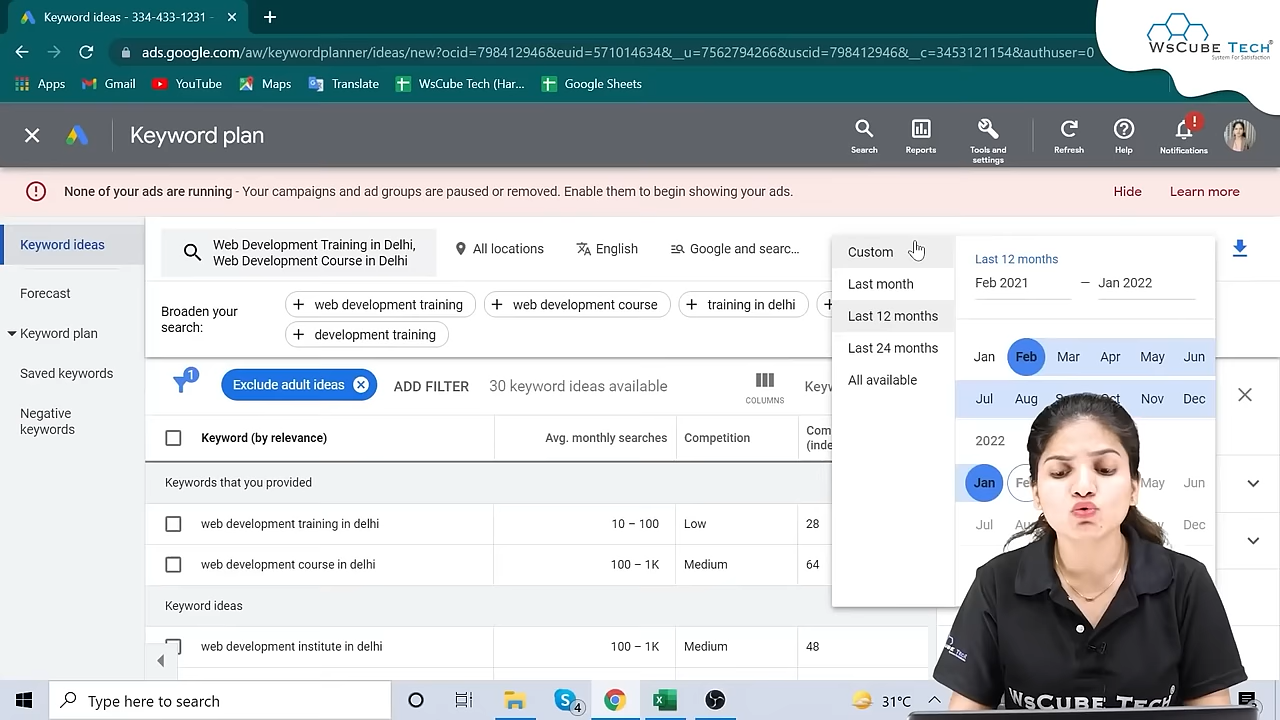 Keyword ideas - 334-433-1231 -
WsCUBE TECH
System For Satisfaction
ads.google.com/aw/keywordplanner/ideas/new?ocid=798412946&euid=571014634&__u=7562794266&uscid=798412946&__c=3453121154&authuser=0
Apps
Gmail
YouTube
Maps
Translate
WsCube Tech (Har...
Google Sheets
Keyword plan
Search
Reports
Tools and
settings
Refresh
Help
Notifications
None of your ads are running - Your campaigns and ad groups are paused or removed. Enable them to begin showing your ads.
Hide
Learn more
Keyword ideas
Forecast
Keyword plan
Saved keywords
Negative
keywords
Web Development Training in Delhi,
Web Development Course in Delhi
All locations
English
Google and searc...
Broaden your
search:
web development training
web development course
training in delhi
development training
Custom
Last month
Last 12 months
Last 24 months
All available
Last 12 months
Feb 2021 – Jan 2022
Jan Feb Mar Apr May Jun
Jul Aug Oct Nov Dec
2022
Jan May Jun
Jul Dec
1
Exclude adult ideas
ADD FILTER
30 keyword ideas available
COLUMNS
Keyword (by relevance)
Avg. monthly searches
Competition
Keywords that you provided
web development training in delhi 10 – 100 Low 28
web development course in delhi 100 – 1K Medium 64
Keyword ideas
web development institute in delhi 100 – 1K Medium 48
WsCUBE TECH
Type here to search
4
31°C